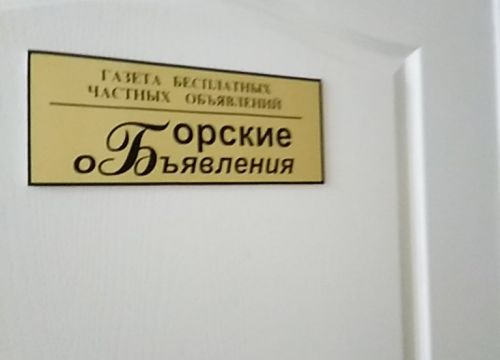 ГАЗЕТА БЕСПЛАТНЫХ
ЧАСТНЫХ ОБЪЯВЛЕНИЙ
Борские
оБъявления